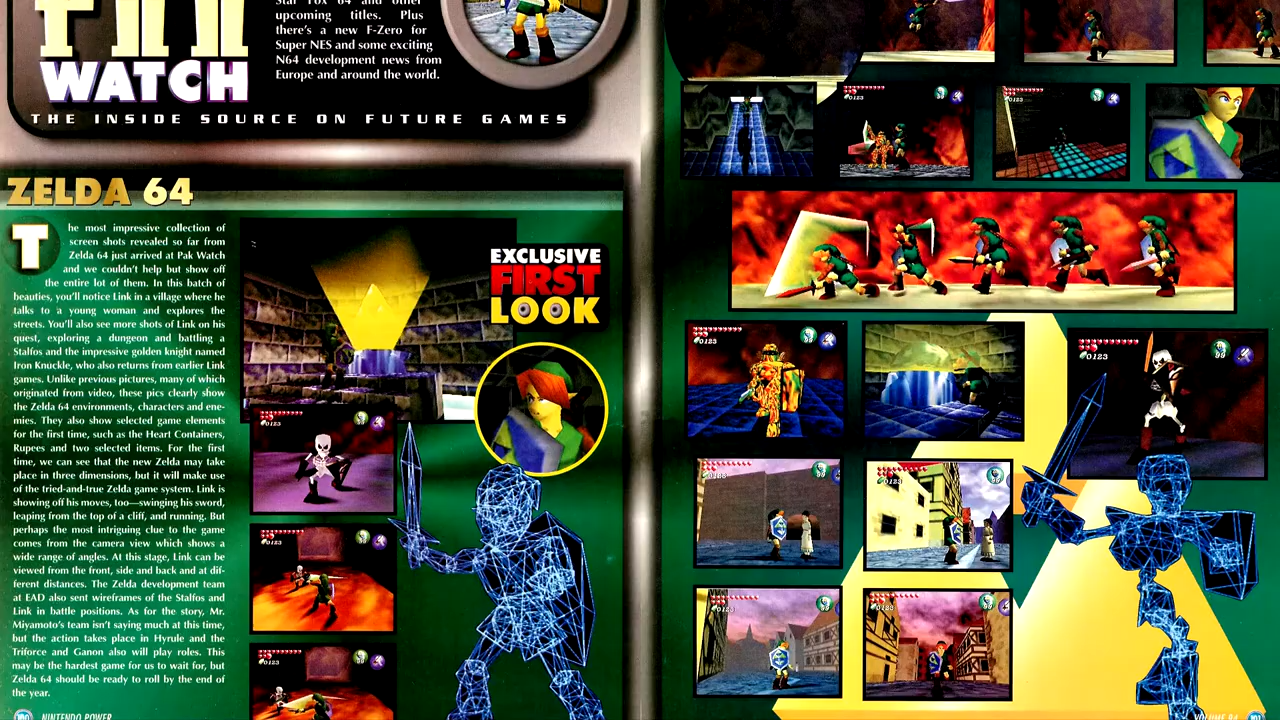 WATCH
Star Fox 64 and other
upcoming titles. Plus
there's a new F-Zero for
Super NES and some exciting
N64 development news from
Europe and around the world.
THE INSIDE SOURCE ON FUTURE GAMES
ZELDA 64
The most impressive collection of
screen shots revealed so far from
Zelda 64 just arrived at Pak Watch
and we couldn't help but show off
the entire lot of them. In this batch of
beauties, you'll notice Link in a village where he
talks to a young woman and explores the
streets. You'll also see more shots of Link on his
quest, exploring a dungeon and battling a
Stalfos and the impressive golden knight named
Iron Knuckle, who also returns from earlier Link
games. Unlike previous pictures, many of which
originated from video, these pics clearly show
the Zelda 64 environments, characters and ene-
mies. They also show selected game elements
for the first time, such as the Heart Containers,
Rupees and two selected items. For the first
time, we can see that the new Zelda may take
place in three dimensions, but it will make use
of the tried-and-true Zelda game system. Link is
showing off his moves, too—swinging his sword,
leaping from the top of a cliff, and running. But
perhaps the most intriguing clue to the game
comes from the camera view which shows a
wide range of angles. At this stage, Link can be
viewed from the front, side and back and at dif-
ferent distances. The Zelda development team
at EAD also sent wireframes of the Stalfos and
Link in battle positions. As for the story, Mr.
Miyamoto's team isn't saying much at this time,
but the action takes place in Hyrule and the
Triforce and Ganon also will play roles. This
may be the hardest game for us to wait for, but
Zelda 64 should be ready to roll by the end of
the year.
EXCLUSIVE
FIRST
LOOK
0123
0123
0123
0123
0123
0123
0123
0123
0123
0123
NINTENDO POWER
VOLUME 94